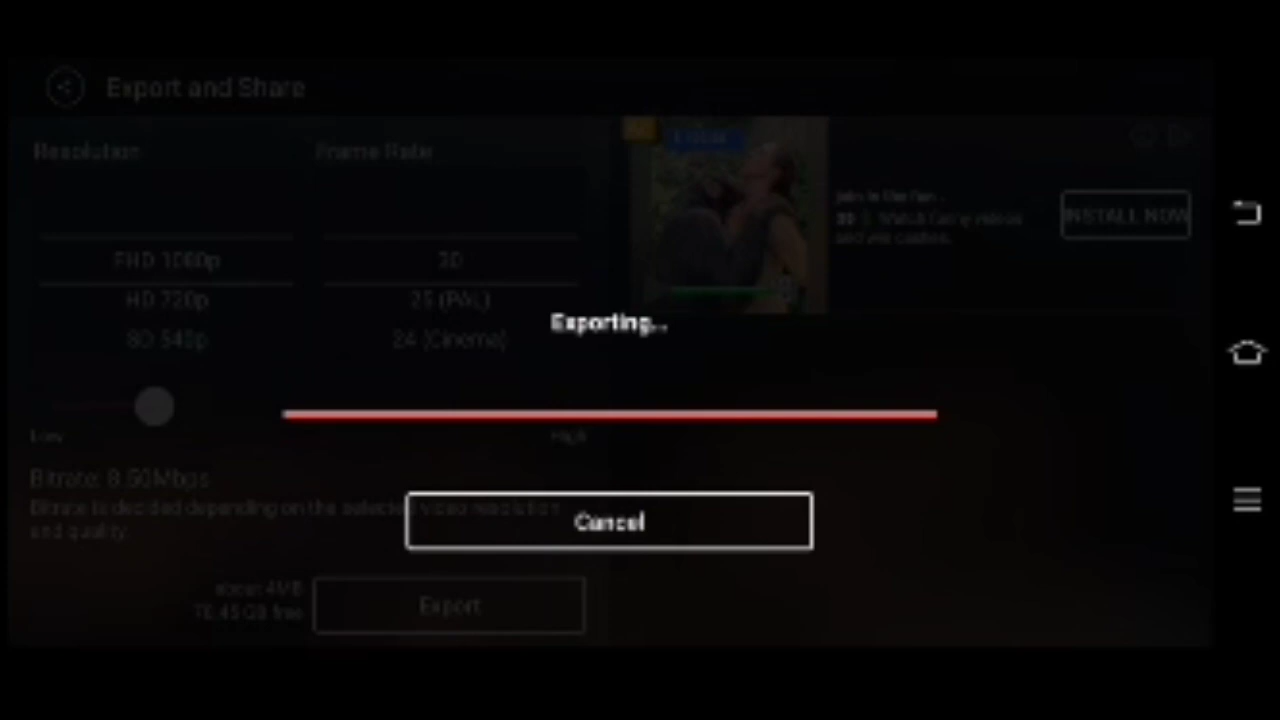 Export and Share
Resolution
Frame Rate
FHD 1080p
30
HD 720p
25 (PAL)
SD 540p
24 (Cinema)
Exporting...
Low
High
Bitrate: 8.50Mbps
Bitrate is decided depending on the selected video resolution
and quality.
Cancel
about 4MB
Export
INSTALL NOW